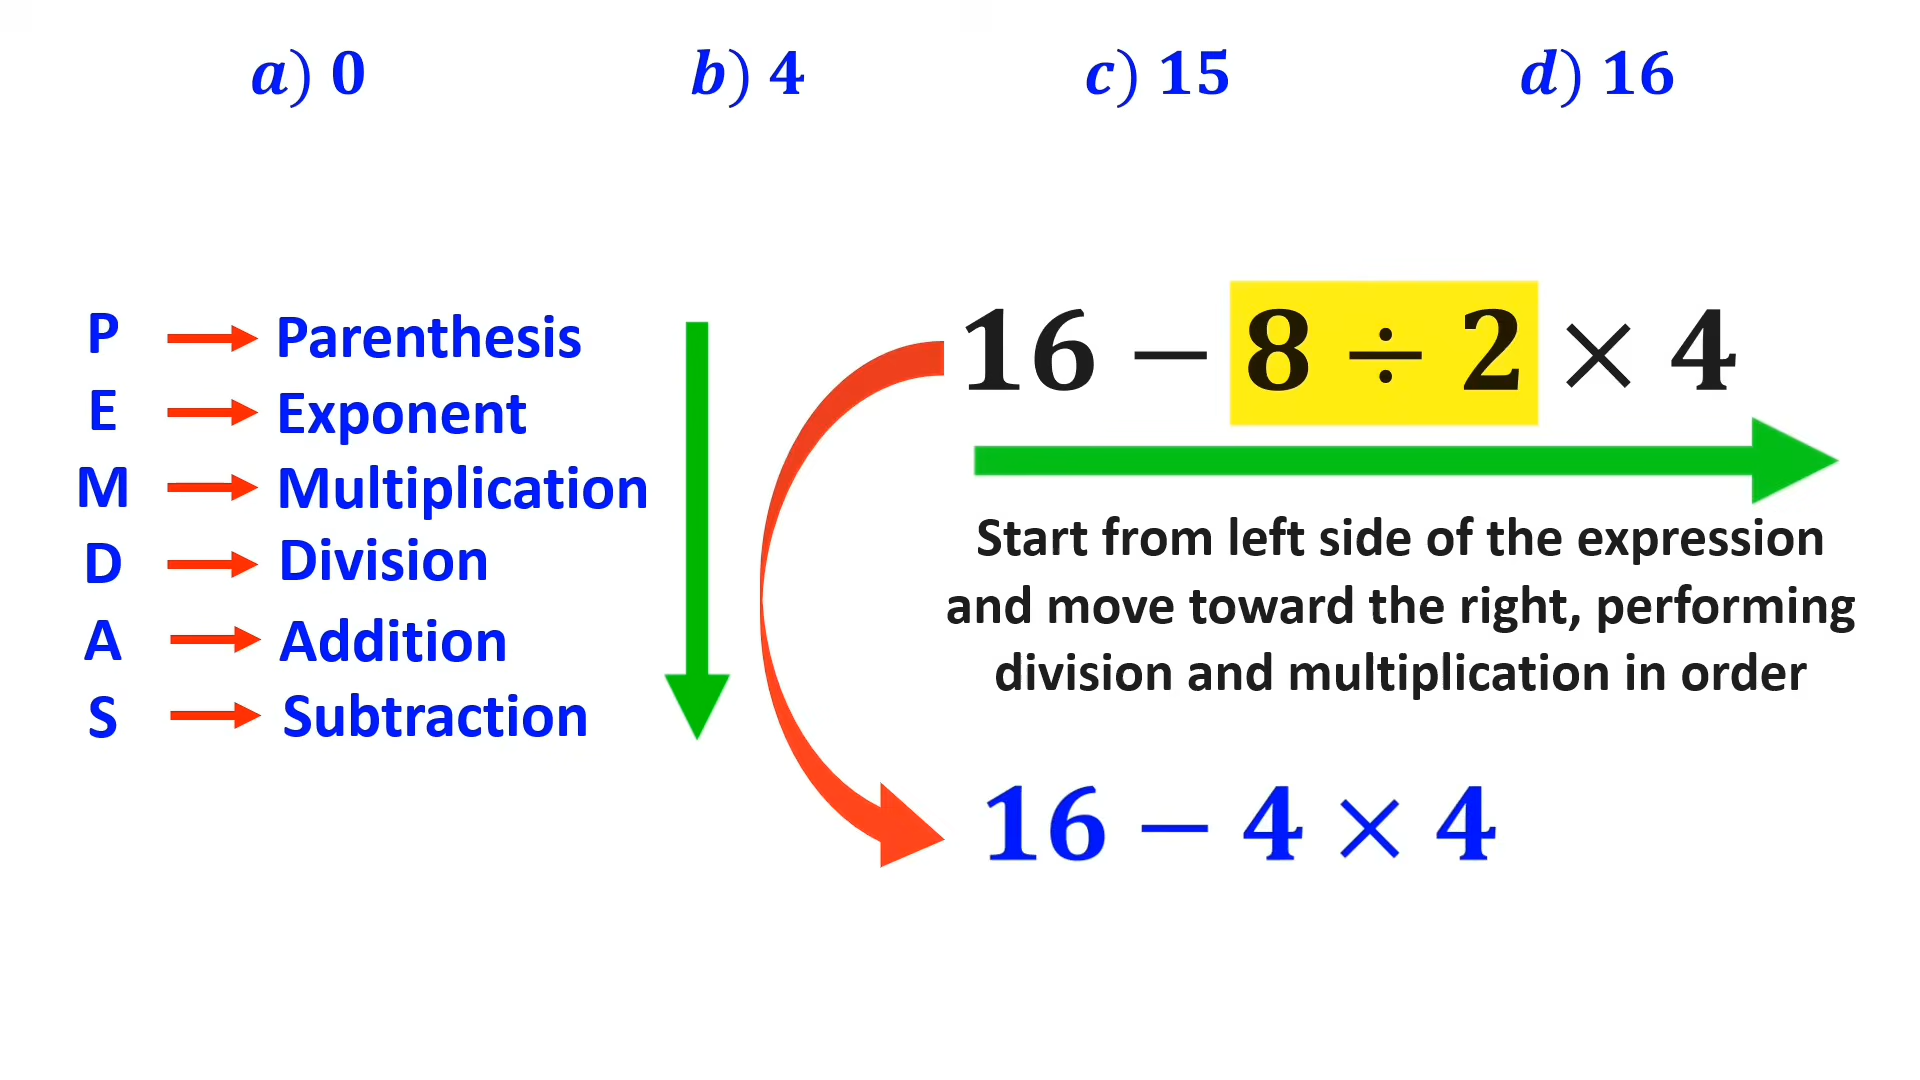 a) 0 b) 4 c) 15 d) 16
P Parenthesis
E Exponent
M Multiplication
D Division
A Addition
S Subtraction
16 − 8 ÷ 2 × 4
Start from left side of the expression
and move toward the right, performing
division and multiplication in order
16 − 4 × 4